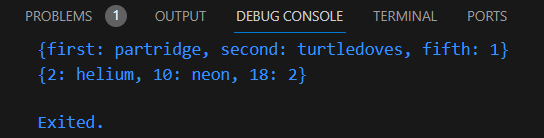 PROBLEMS 1 OUTPUT DEBUG CONSOLE TERMINAL PORTS
{first: partridge, second: turtledoves, fifth: 1}
{2: helium, 10: neon, 18: 2}
Exited.